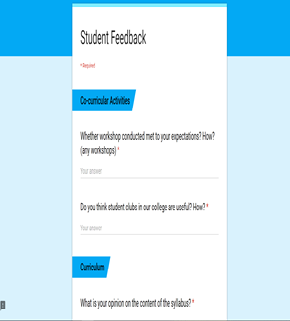 Student Feedback
* Required
Co-curricular Activities
Whether workshop conducted met to your expectations? How?
(any workshops) *
Your answer
Do you think student clubs in our college are useful? How? *
Your answer
Curriculum
What is your opinion on the content of the syllabus? *